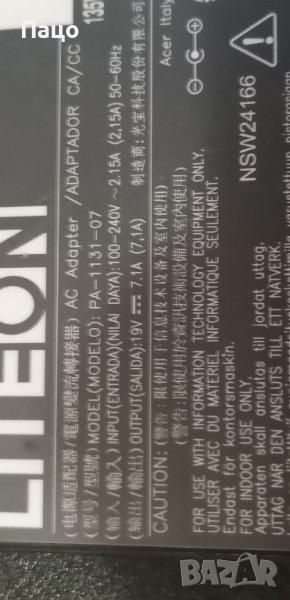 Пацо
LITEON
(电源适配器/電源變流轉接器) AC Adapter /ADAPTADOR CA/CC
(型号/型號) MODEL(MODELO): PA-1131-07
(输入/輸入) INPUT(ENTRADA)(NILAI DAYA):100-240V ~ 2.15A (2,15A) 50-60Hz
(输出/輸出) OUTPUT(SALIDA):19V ⎓ 7.1A (7,1A)
制造商:光宝科技股份有限公司
CAUTION: (警告: 限使用于信息技术设备及室内使用)
(警告: 限使用於資訊技術設備及室內使用)
FOR USE WITH INFORMATION TECHNOLOGY EQUIPMENT ONLY.
UTILISER AVEC DU MATERIEL INFORMATIQUE SEULEMENT.
Endast för kontorsmaskin.
FOR INDOOR USE ONLY.
Apparaten skall anslutas till jordat uttag.
UTTAG NÄR DEN ANSLUTS TILL ETT NÄTVERK.
1357
Acer Italy
NSW24166
БАZАР